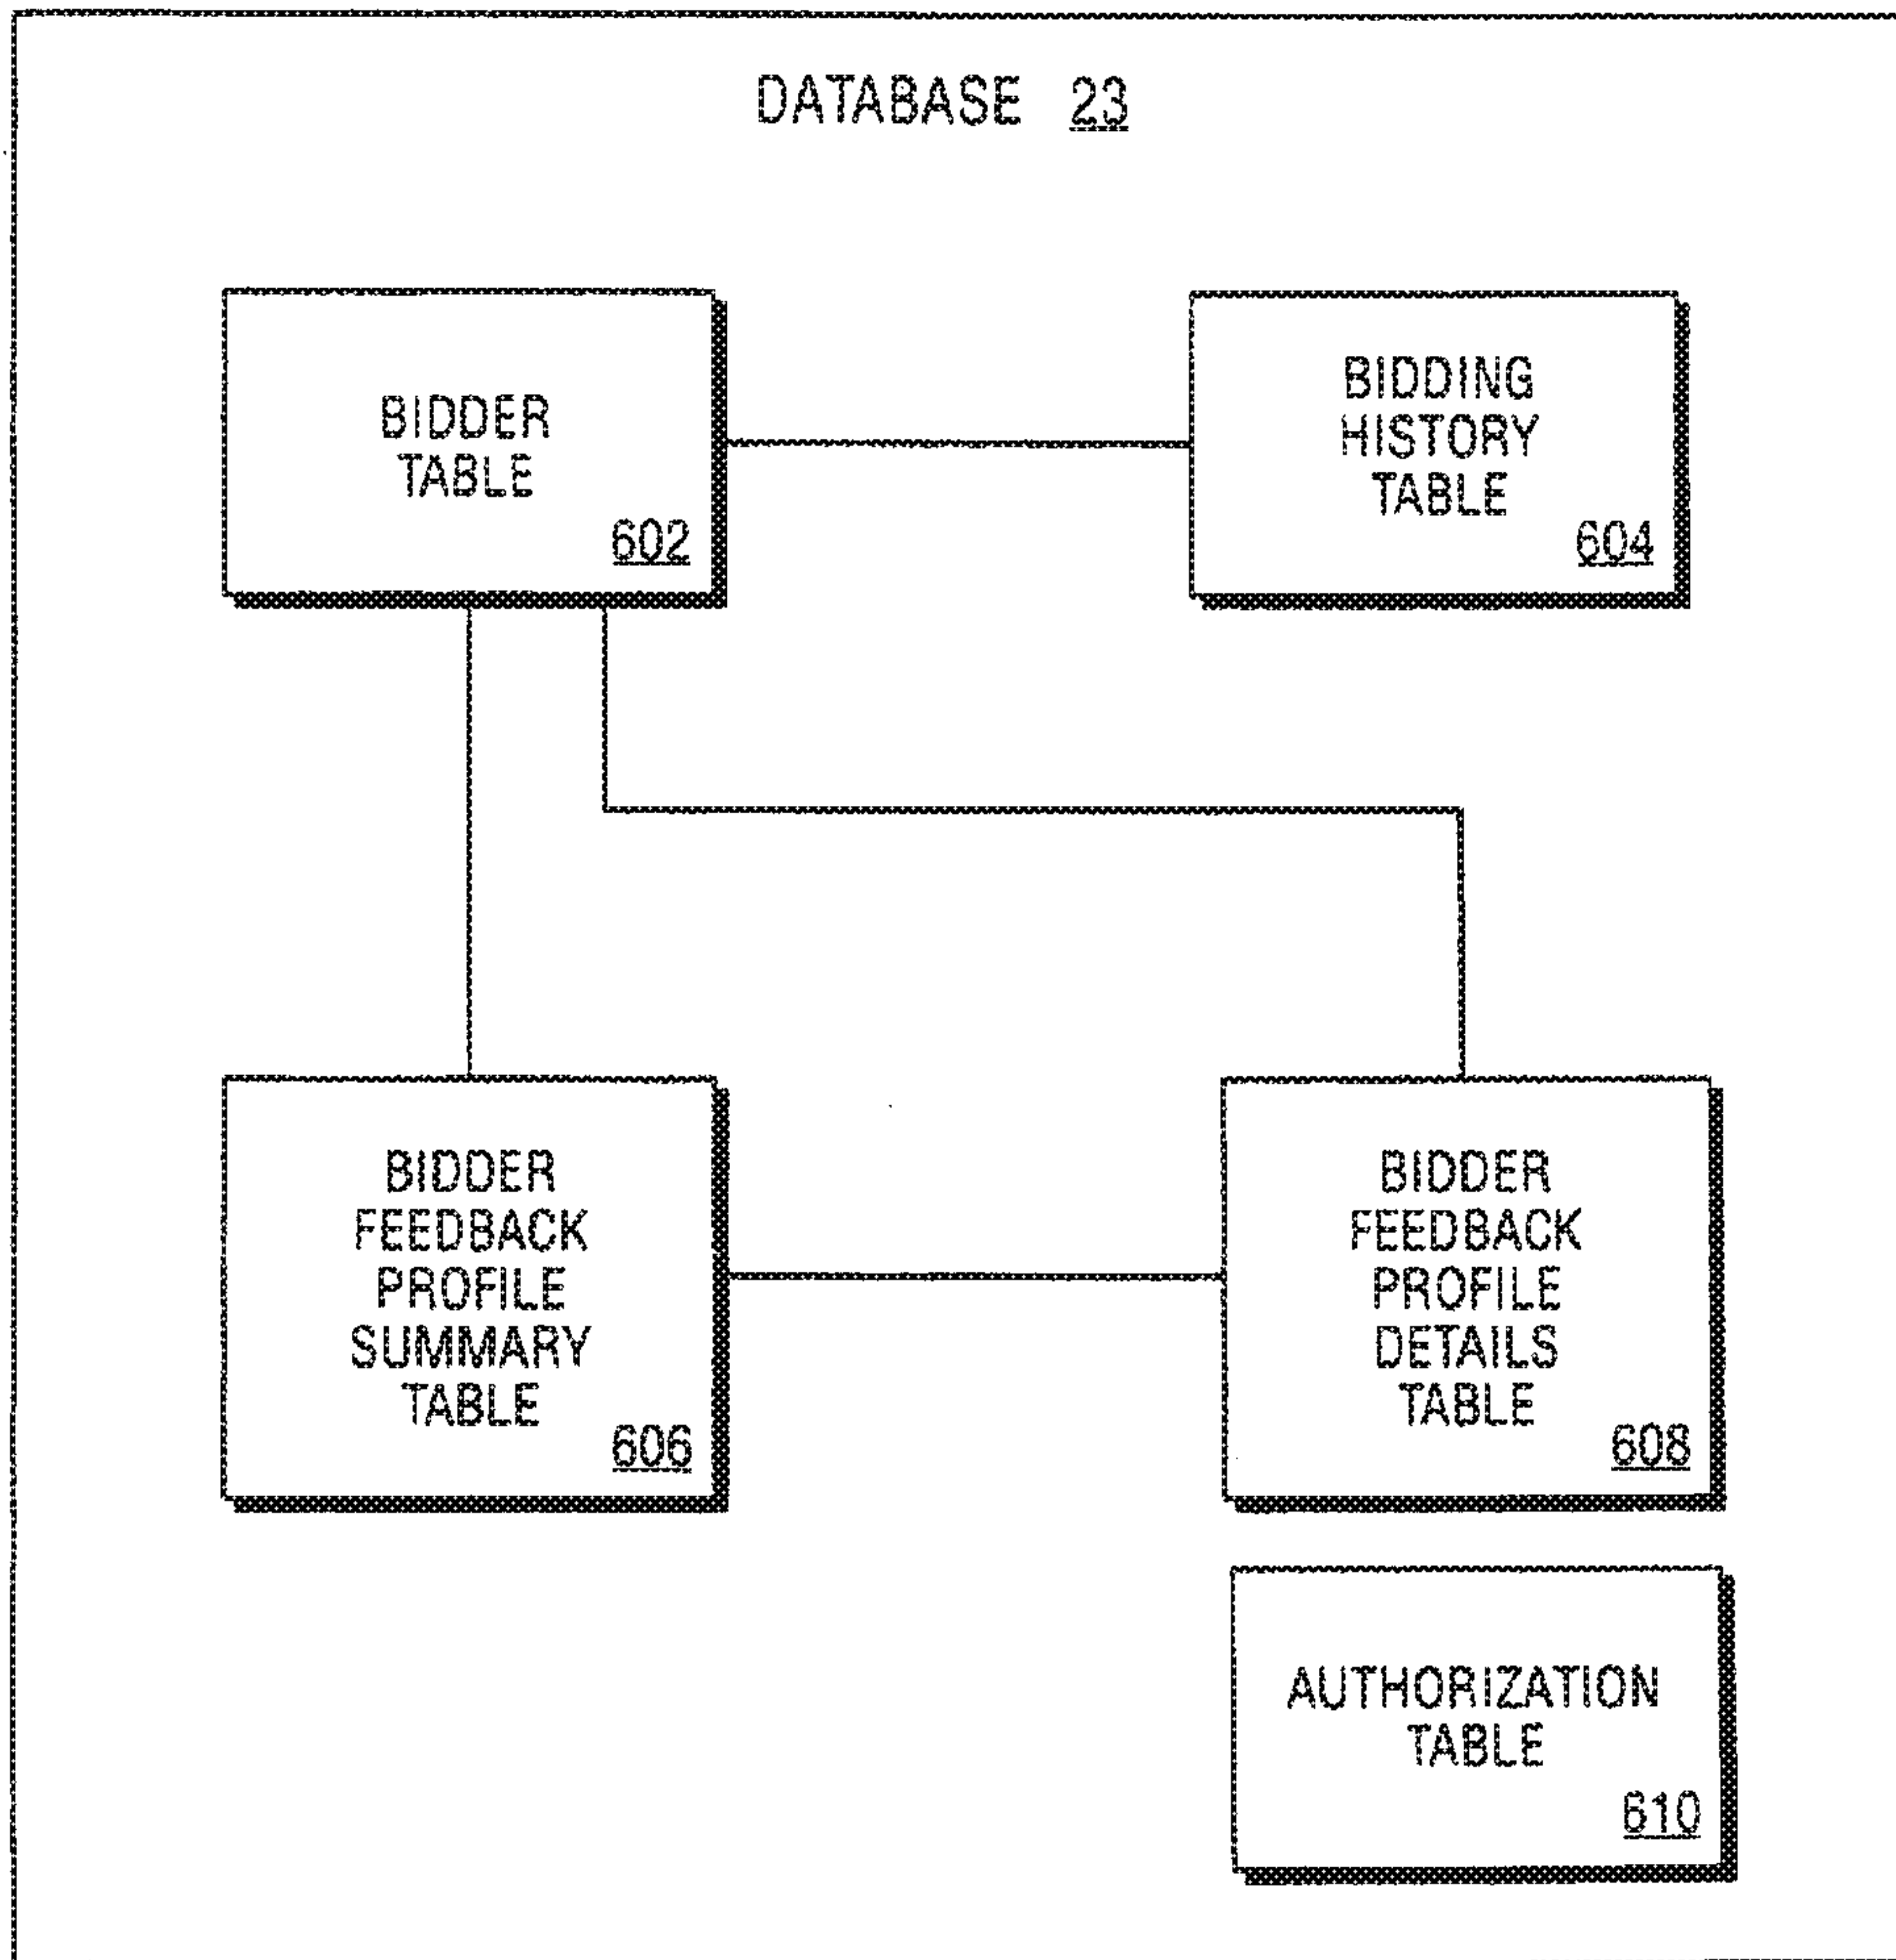 DATABASE 23
BIDDER
TABLE
602
BIDDING
HISTORY
TABLE
604
BIDDER
FEEDBACK
PROFILE
SUMMARY
TABLE
606
BIDDER
FEEDBACK
PROFILE
DETAILS
TABLE
608
AUTHORIZATION
TABLE
610